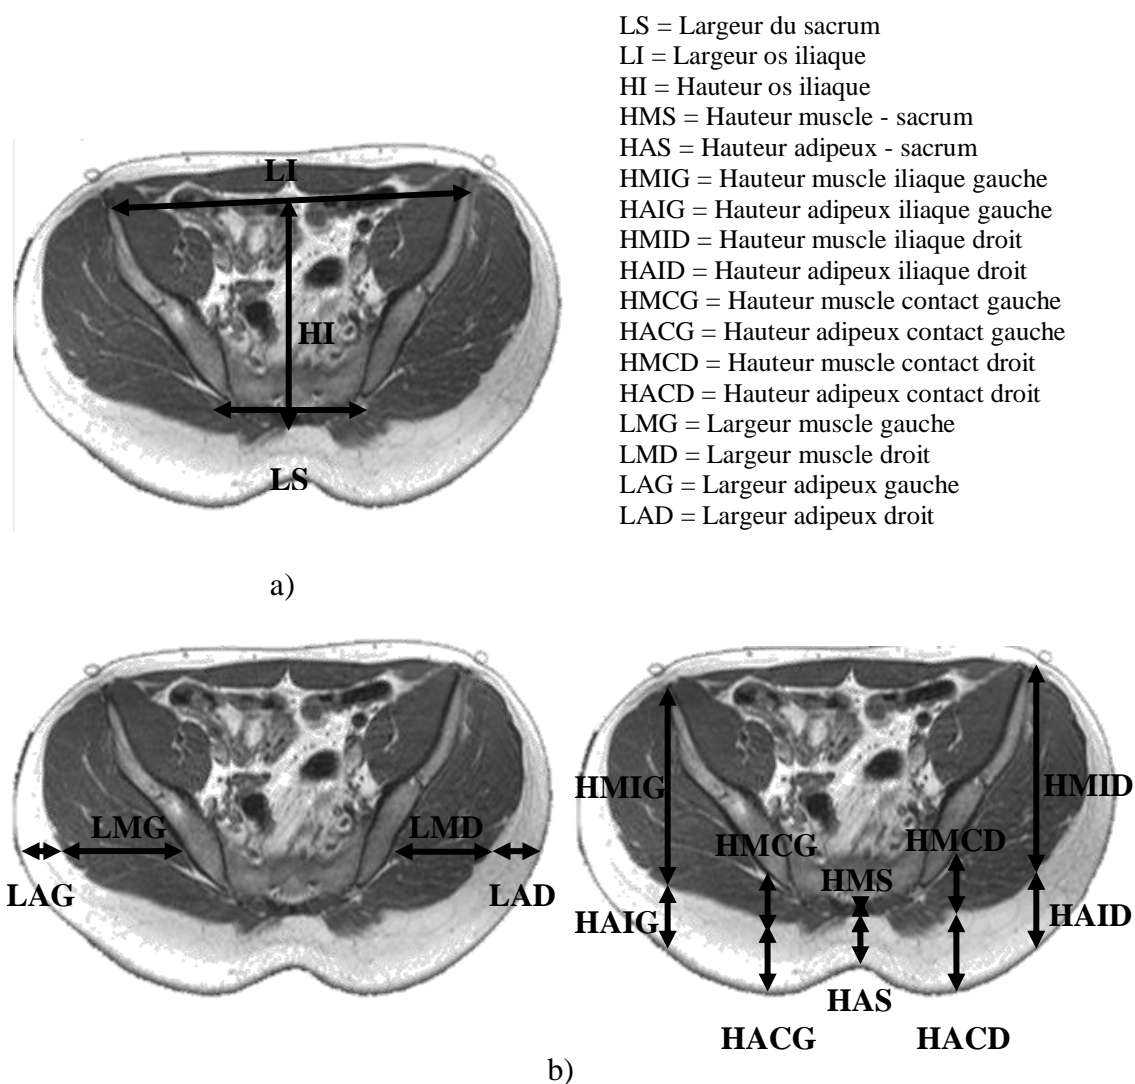 LS = Largeur du sacrum
LI = Largeur os iliaque
HI = Hauteur os iliaque
HMS = Hauteur muscle - sacrum
HAS = Hauteur adipeux - sacrum
HMIG = Hauteur muscle iliaque gauche
HAIG = Hauteur adipeux iliaque gauche
HMID = Hauteur muscle iliaque droit
HAID = Hauteur adipeux iliaque droit
HMCG = Hauteur muscle contact gauche
HACG = Hauteur adipeux contact gauche
HMCD = Hauteur muscle contact droit
HACD = Hauteur adipeux contact droit
LMG = Largeur muscle gauche
LMD = Largeur muscle droit
LAG = Largeur adipeux gauche
LAD = Largeur adipeux droit
LI
HI
LS
a)
LMG
LMD
LAG
LAD
HMIG
HMID
HMCG
HMCD
HMS
HAIG
HAID
HAS
HACG
HACD
b)